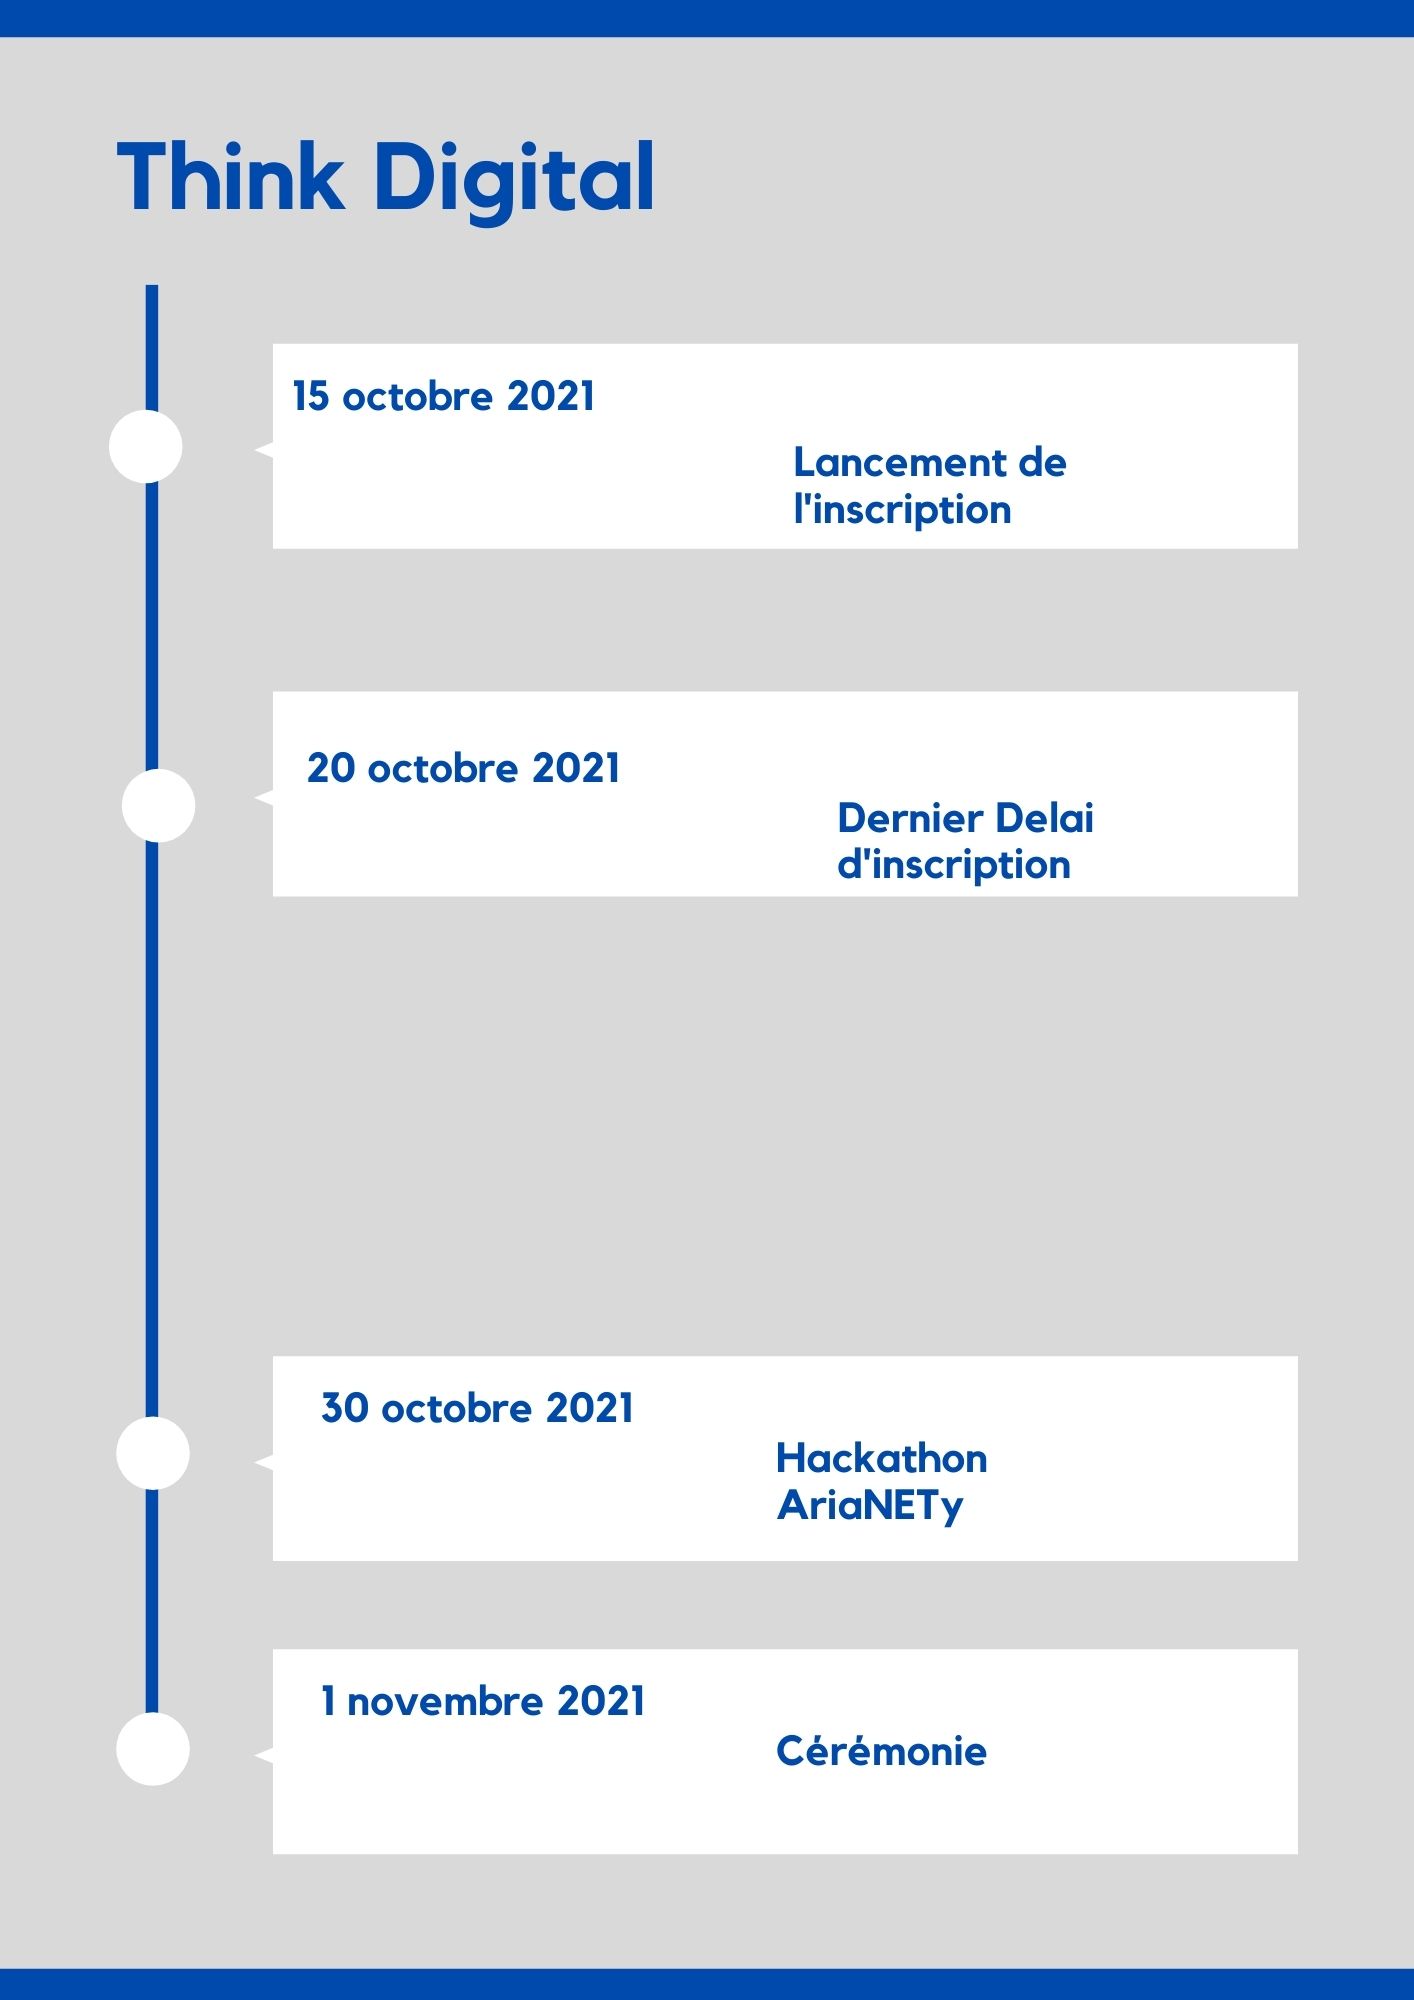 Think Digital
15 octobre 2021
Lancement de
l'inscription
20 octobre 2021
Dernier Delai
d'inscription
30 octobre 2021
Hackathon
AriaNETy
1 novembre 2021
Cérémonie